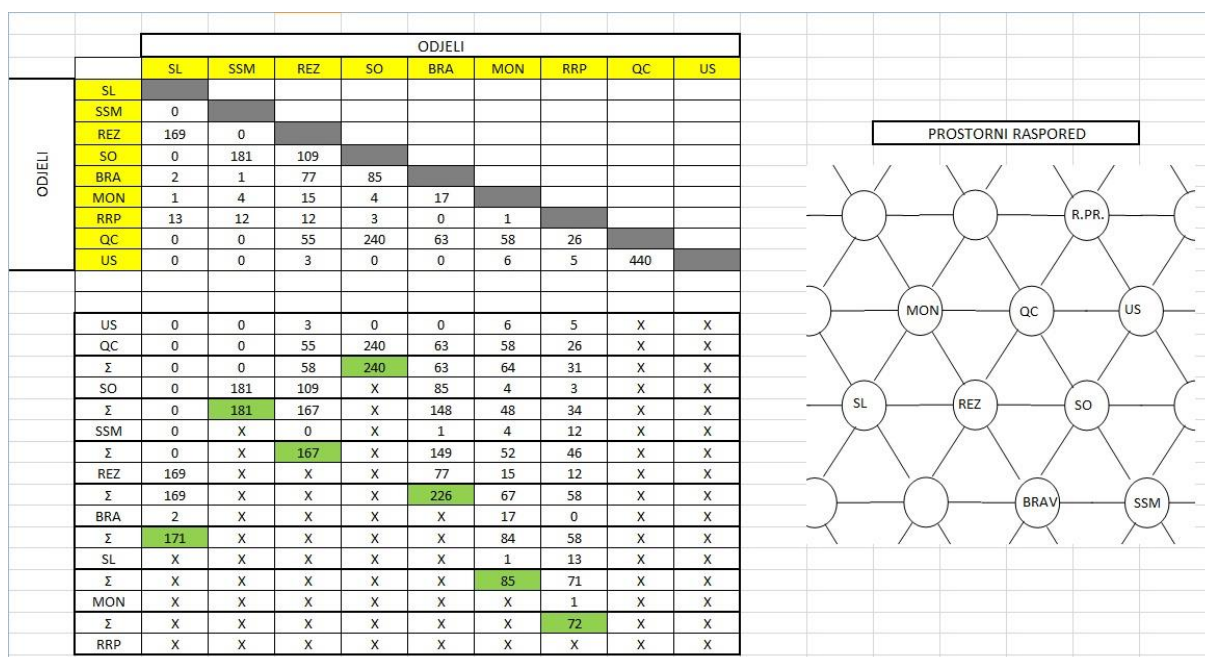 ODJELI
SL SSM REZ SO BRA MON RRP QC US
ODJELI
SL
SSM 0
REZ 169 0
SO 0 181 109
BRA 2 1 77 85
MON 1 4 15 4 17
RRP 13 12 12 3 0 1
QC 0 0 55 240 63 58 26
US 0 0 3 0 0 6 5 440
US 0 0 3 0 0 6 5 X X
QC 0 0 55 240 63 58 26 X X
Σ 0 0 58 240 63 64 31 X X
SO 0 181 109 X 85 4 3 X X
Σ 0 181 167 X 148 48 34 X X
SSM 0 X 0 X 1 4 12 X X
Σ 0 X 167 X 149 52 46 X X
REZ 169 X X X 77 15 12 X X
Σ 169 X X X 226 67 58 X X
BRA 2 X X X X 17 0 X X
Σ 171 X X X X 84 58 X X
SL X X X X X 1 13 X X
Σ X X X X X 85 71 X X
MON X X X X X X 1 X X
Σ X X X X X X 72 X X
RRP X X X X X X X X X
PROSTORNI RASPORED
R.PR.
MON QC US
SL REZ SO
BRAV SSM